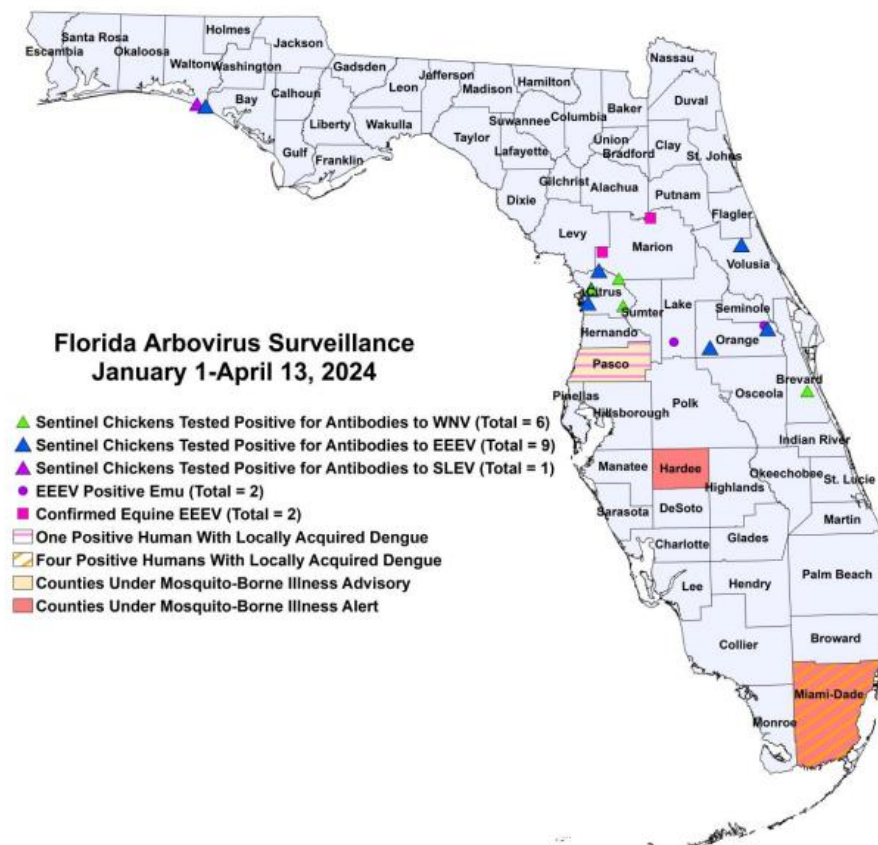 Holmes
Jackson
Santa Rosa
Escambia
Okaloosa
Walton
Washington
Gadsden
Nassau
Bay
Calhoun
Leon
Jefferson
Madison
Hamilton
Baker
Duval
Liberty
Wakulla
Suwannee
Columbia
Taylor
Union
Bradford
Clay
St. Johns
Gulf
Franklin
Lafayette
Gilchrist
Alachua
Putnam
Dixie
Flagler
Levy
Marion
Volusia
Citrus
Lake
Sumter
Seminole
Hernando
Orange
Pasco
Brevard
Pinellas
Polk
Osceola
Hillsborough
Indian River
Manatee
Hardee
Okeechobee
St. Lucie
Highlands
Sarasota
DeSoto
Martin
Charlotte
Glades
Lee
Hendry
Palm Beach
Collier
Broward
Monroe
Miami-Dade
Florida Arbovirus Surveillance
January 1-April 13, 2024
Sentinel Chickens Tested Positive for Antibodies to WNV (Total = 6)
Sentinel Chickens Tested Positive for Antibodies to EEEV (Total = 9)
Sentinel Chickens Tested Positive for Antibodies to SLEV (Total = 1)
EEEV Positive Emu (Total = 2)
Confirmed Equine EEEV (Total = 2)
One Positive Human With Locally Acquired Dengue
Four Positive Humans With Locally Acquired Dengue
Counties Under Mosquito-Borne Illness Advisory
Counties Under Mosquito-Borne Illness Alert